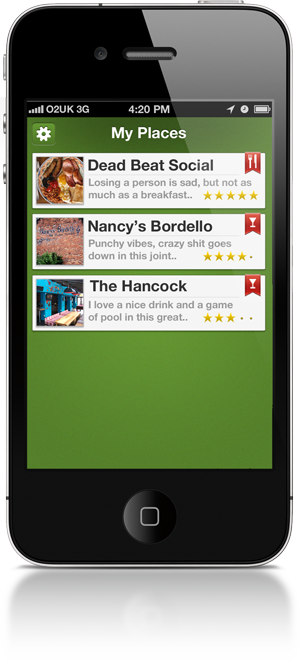 O2UK 3G 4:20 PM
My Places
Dead Beat Social
Losing a person is sad, but not as
much as a breakfast..
Nancy's Bordello
Punchy vibes, crazy shit goes
down in this joint..
The Hancock
I love a nice drink and a game
of pool in this great..